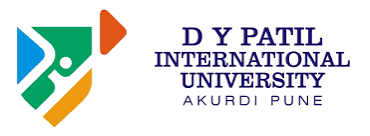 D Y PATIL
INTERNATIONAL
UNIVERSITY
AKURDI PUNE